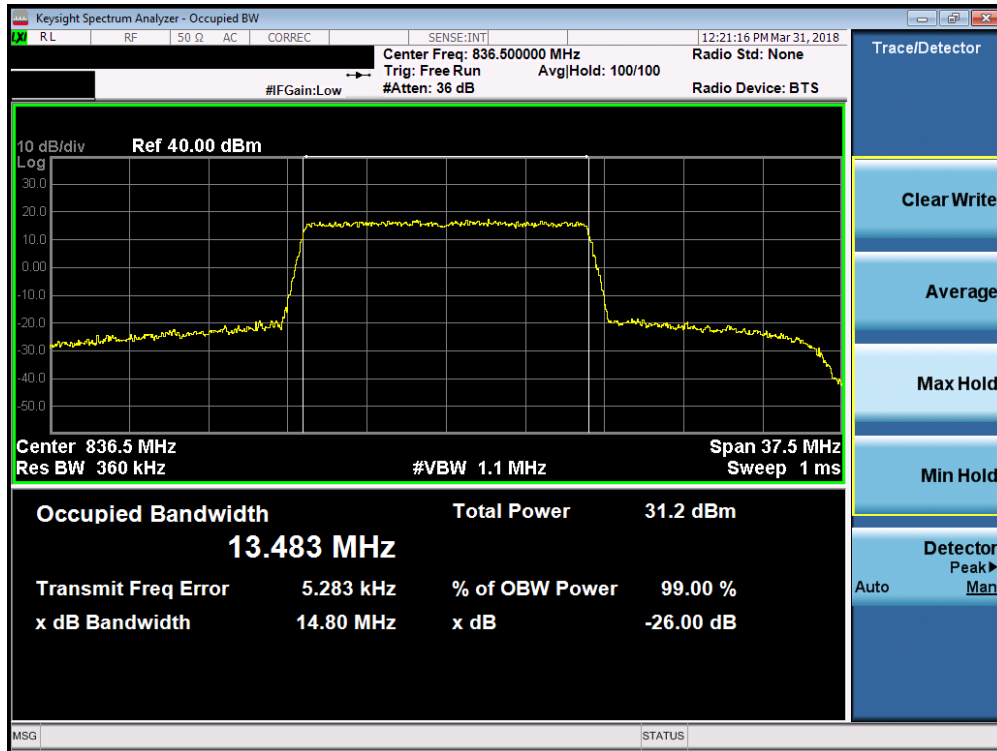 Keysight Spectrum Analyzer - Occupied BW
LXI RL RF 50 Ω AC CORREC SENSE:INT 12:21:16 PM Mar 31, 2018
Center Freq: 836.500000 MHz Radio Std: None
Trig: Free Run Avg|Hold: 100/100
#IFGain:Low #Atten: 36 dB Radio Device: BTS
Trace/Detector
10 dB/div Ref 40.00 dBm
Log
30.0
20.0
10.0
0.00
-10.0
-20.0
-30.0
-40.0
-50.0
Center 836.5 MHz Span 37.5 MHz
Res BW 360 kHz #VBW 1.1 MHz Sweep 1 ms
Occupied Bandwidth Total Power 31.2 dBm
13.483 MHz
Transmit Freq Error 5.283 kHz % of OBW Power 99.00 %
x dB Bandwidth 14.80 MHz x dB -26.00 dB
Clear Write
Average
Max Hold
Min Hold
Detector
Peak▶
Auto Man
MSG STATUS